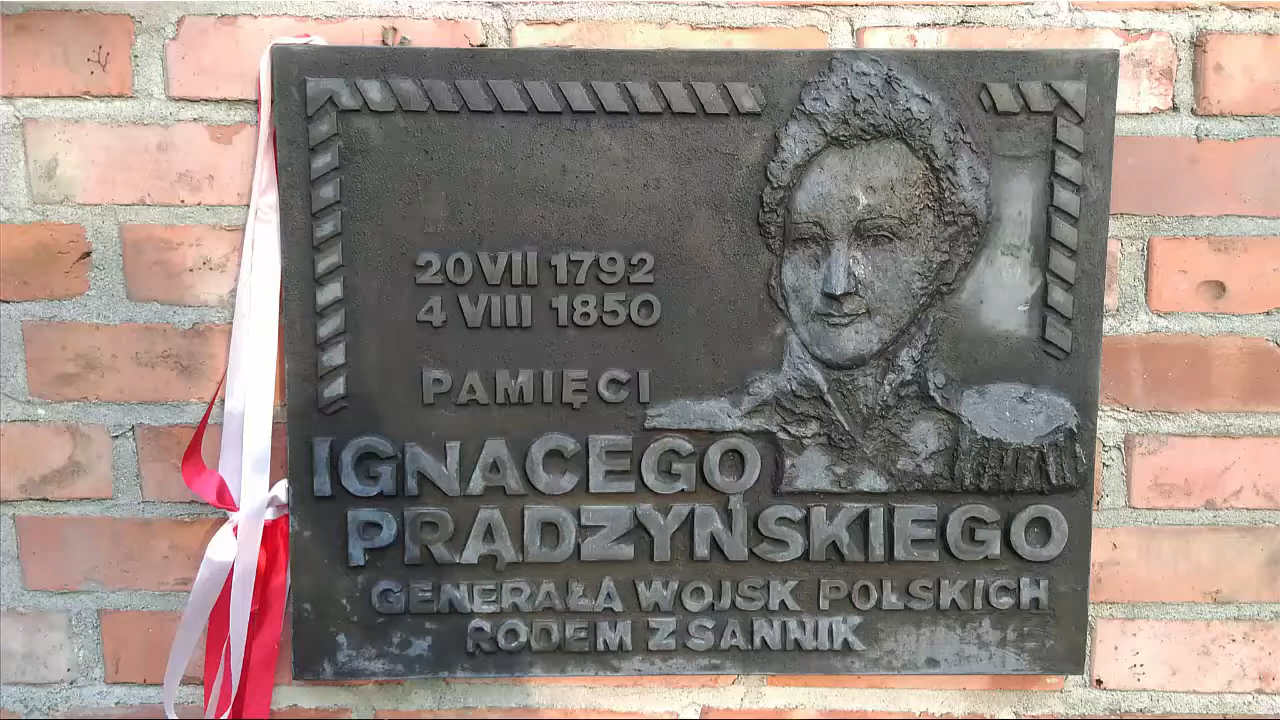 20 VII 1792
4 VIII 1850
PAMIĘCI
IGNACEGO
PRĄDZYŃSKIEGO
GENERAŁA WOJSK POLSKICH
RODEM Z SANNIK